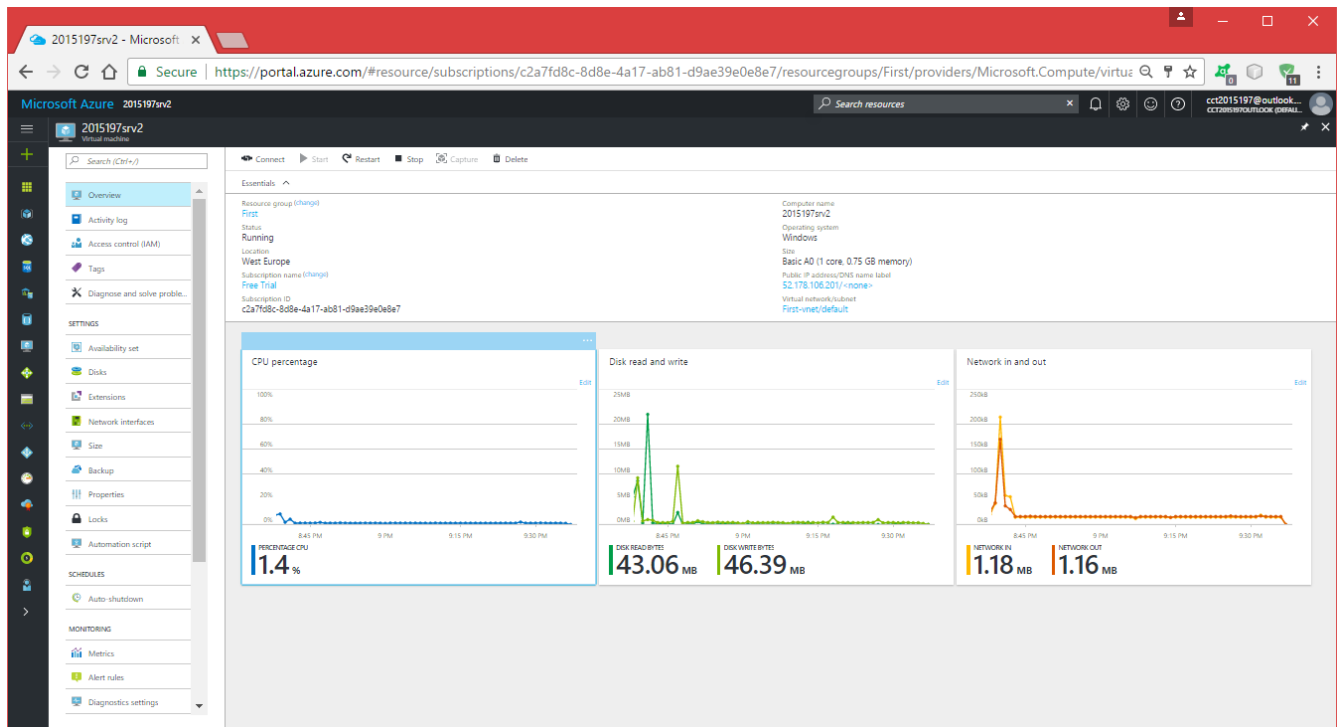 2015197srv2 - Microsoft
Secure | https://portal.azure.com/#resource/subscriptions/c2a7fd8c-8d8e-4a17-ab81-d9ae39e0e8e7/resourcegroups/First/providers/Microsoft.Compute/virtua
0
11
Microsoft Azure 2015197srv2
Search resources
cct2015197@outlook...
CCT2015197OUTLOOK (DEFAUL...
2015197srv2
Virtual machine
Search (Ctrl+/)
Overview
Activity log
Access control (IAM)
Tags
Diagnose and solve proble...
SETTINGS
Availability set
Disks
Extensions
Network interfaces
Size
Backup
Properties
Locks
Automation script
SCHEDULES
Auto-shutdown
MONITORING
Metrics
Alert rules
Diagnostics settings
Connect Start Restart Stop Capture Delete
Essentials
Resource group (change)
First
Status
Running
Location
West Europe
Subscription name (change)
Free Trial
Subscription ID
c2a7fd8c-8d8e-4a17-ab81-d9ae39e0e8e7
Computer name
2015197srv2
Operating system
Windows
Size
Basic A0 (1 core, 0.75 GB memory)
Public IP address/DNS name label
52.178.106.201/<none>
Virtual network/subnet
First-vnet/default
CPU percentage
Edit
100%
80%
60%
40%
20%
0%
8:45 PM 9 PM 9:15 PM 9:30 PM
PERCENTAGE CPU
1.4 %
Disk read and write
Edit
25MB
20MB
15MB
10MB
5MB
0MB
8:45 PM 9 PM 9:15 PM 9:30 PM
DISK READ BYTES DISK WRITE BYTES
43.06 MB 46.39 MB
Network in and out
Edit
250kB
200kB
150kB
100kB
50kB
0kB
8:45 PM 9 PM 9:15 PM 9:30 PM
NETWORK IN NETWORK OUT
1.18 MB 1.16 MB